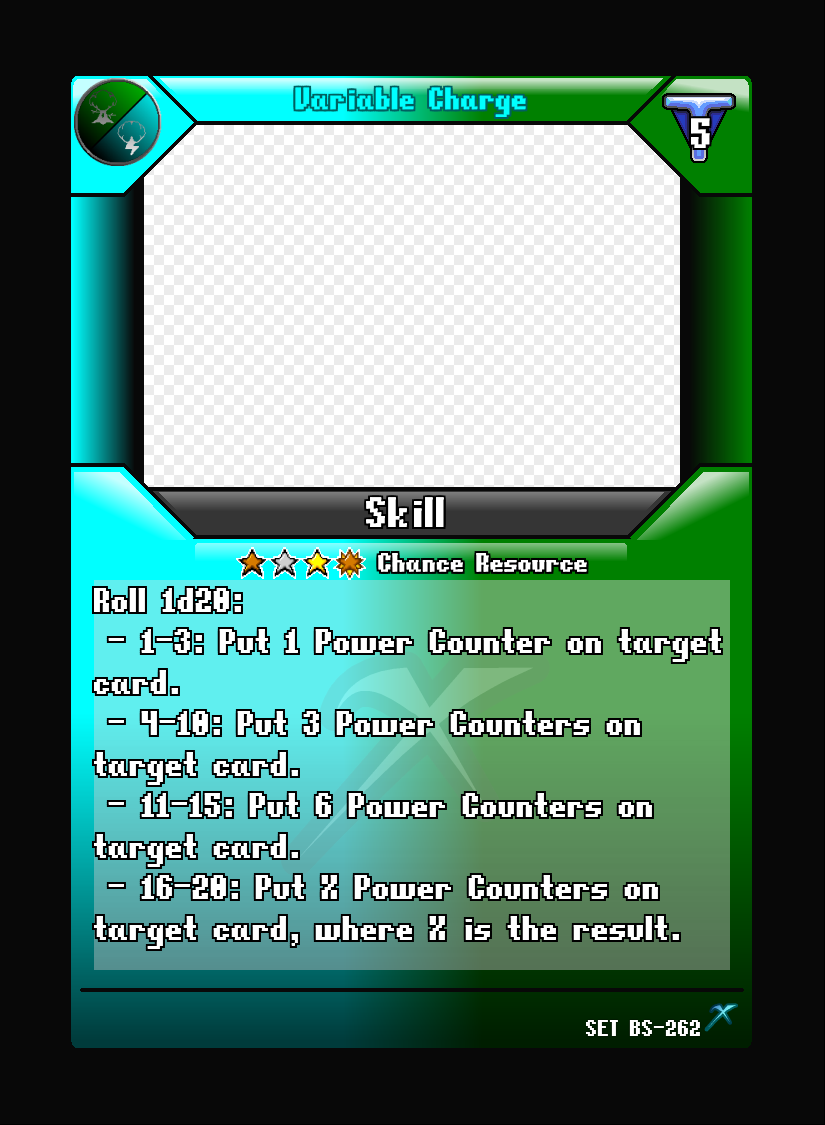 Variable Charge
5
Skill
Chance Resource
Roll 1d20:
- 1-3: Put 1 Power Counter on target
card.
- 4-10: Put 3 Power Counters on
target card.
- 11-15: Put 6 Power Counters on
target card.
- 16-20: Put X Power Counters on
target card, where X is the result.
SET BS-262